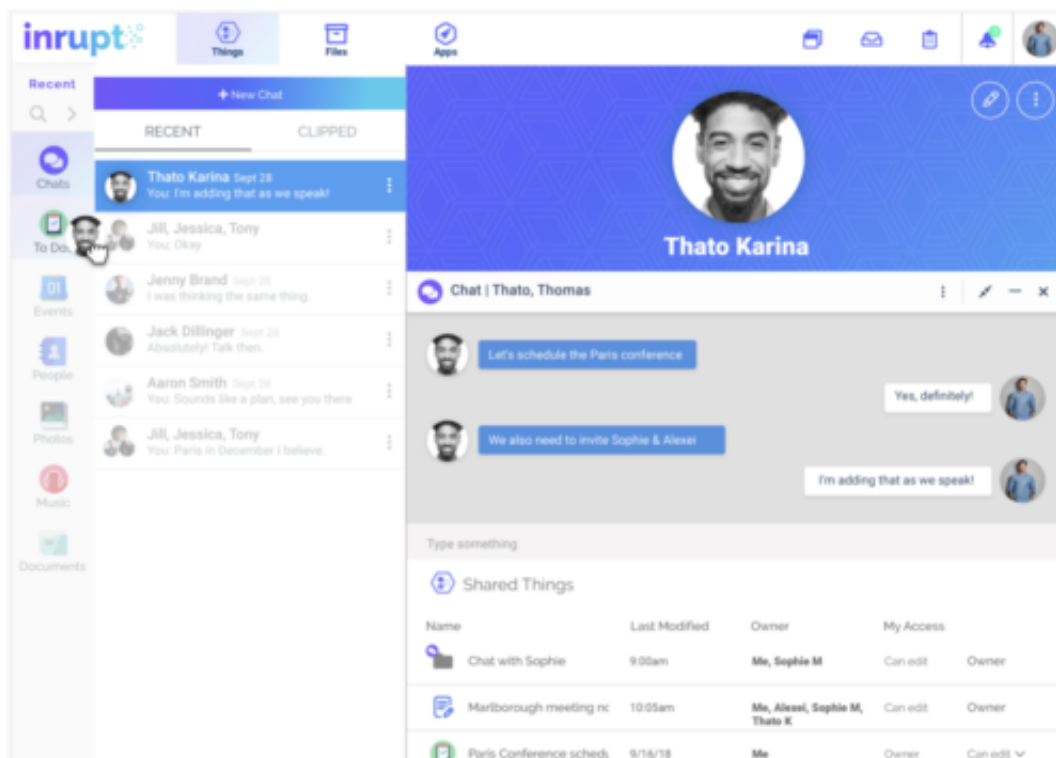 inrupt
Things
Files
Apps
Recent
+ New Chat
RECENT
CLIPPED
Chats
To Do
Events
People
Photos
Music
Documents
01
Thato Karina Sept 28
You: I'm adding that as we speak!
Jill, Jessica, Tony
You: Okay
Jenny Brand Sept 28
I was thinking the same thing.
Jack Dillinger Sept 28
Absolutely! Talk then.
Aaron Smith Sept 28
You: Sounds like a plan, see you there
Jill, Jessica, Tony
You: Paris in December I believe.
Thato Karina
Chat | Thato, Thomas
Let's schedule the Paris conference
Yes, definitely!
We also need to invite Sophie & Alexei
I'm adding that as we speak!
Type something
Shared Things
Name Last Modified Owner My Access
Chat with Sophie 9:00am Me, Sophie M Can edit Owner
Marlborough meeting nc 10:05am Me, Alexei, Sophie M, Can edit Owner
Thato K
Paris Conference schedu 9/16/18 Me Owner Can edit